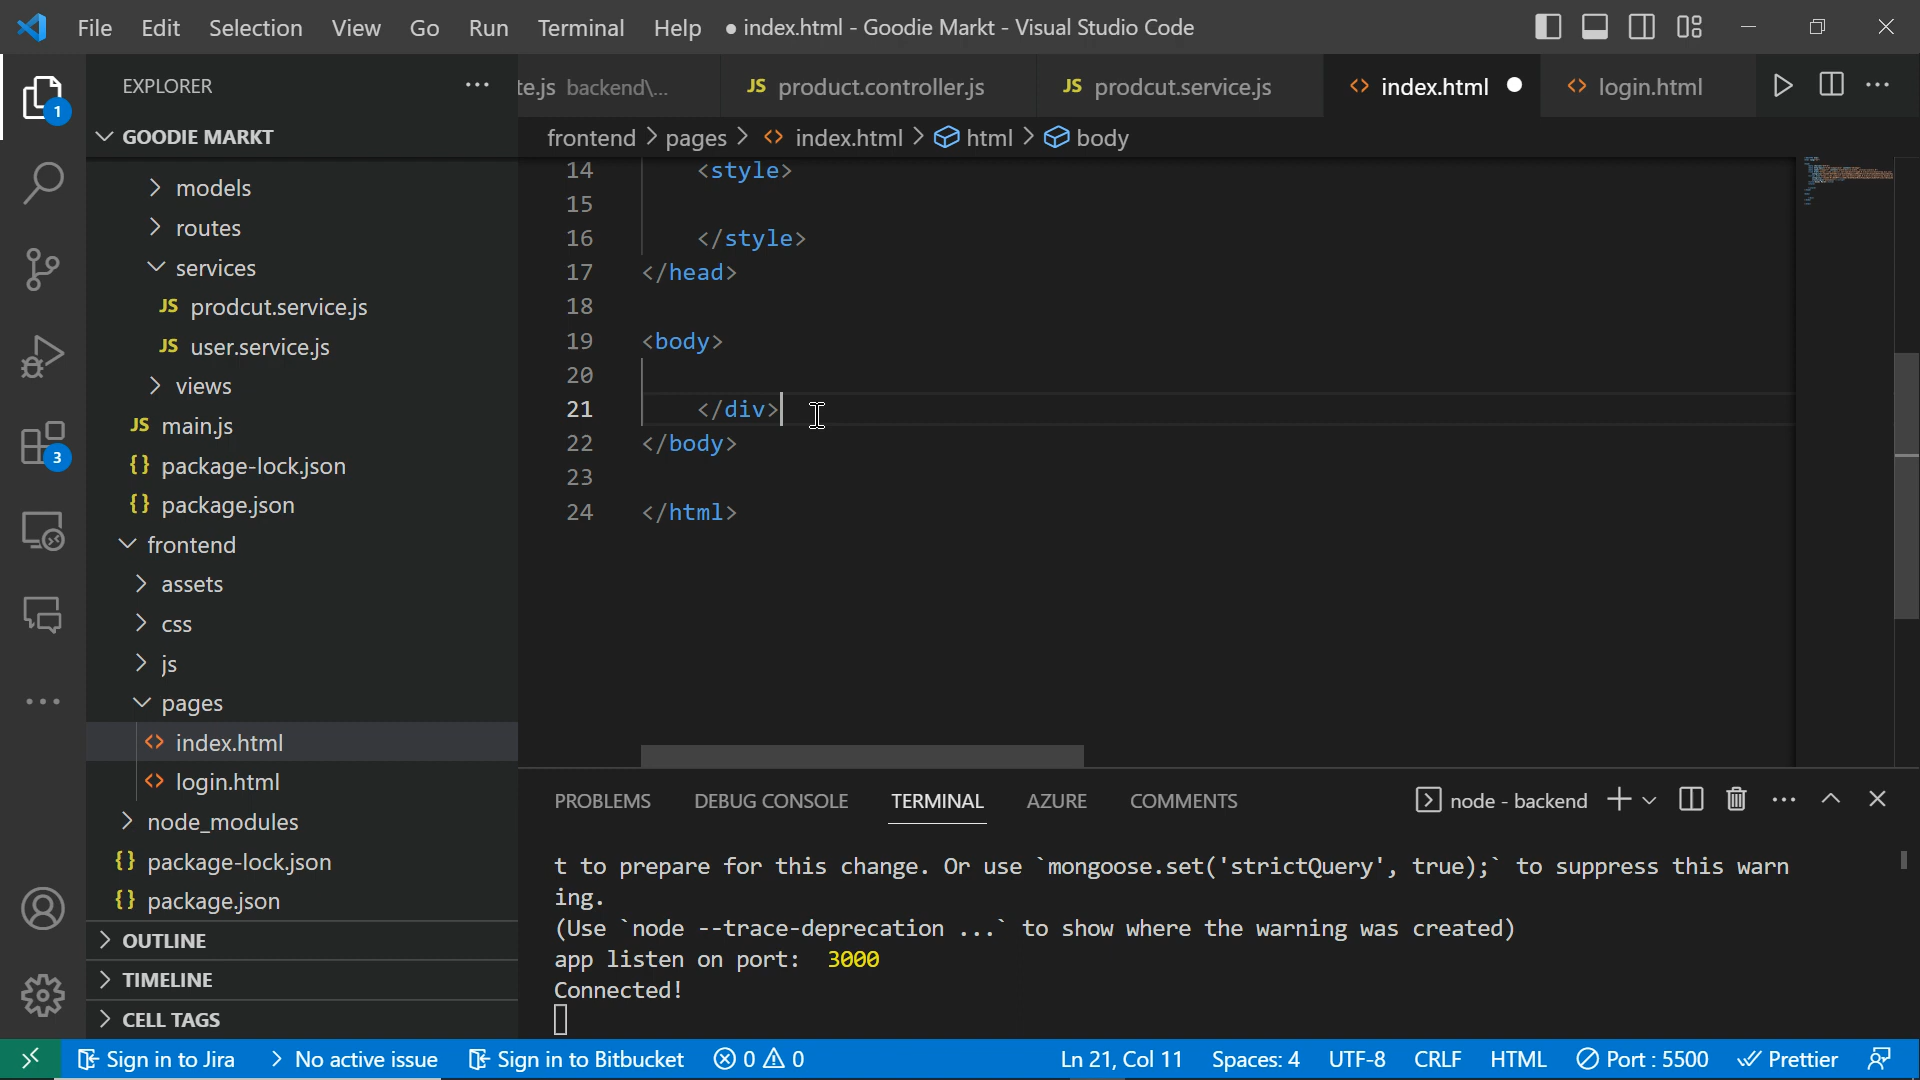 File Edit Selection View Go Run Terminal Help ● index.html - Goodie Markt - Visual Studio Code
EXPLORER
te.js backend\...
JS product.controller.js
JS prodcut.service.js
<> index.html
<> login.html
GOODIE MARKT
frontend > pages > <> index.html > html > body
models
routes
services
JS prodcut.service.js
JS user.service.js
views
JS main.js
{} package-lock.json
{} package.json
frontend
assets
css
js
pages
<> index.html
<> login.html
node_modules
{} package-lock.json
{} package.json
OUTLINE
TIMELINE
CELL TAGS
1
3
14 <style>
15
16 </style>
17 </head>
18
19 <body>
20
21 </div>
22 </body>
23
24 </html>
PROBLEMS DEBUG CONSOLE TERMINAL AZURE COMMENTS
node - backend
t to prepare for this change. Or use `mongoose.set('strictQuery', true);` to suppress this warn
ing.
(Use `node --trace-deprecation ...` to show where the warning was created)
app listen on port:  3000
Connected!
Sign in to Jira > No active issue Sign in to Bitbucket 0 0 Ln 21, Col 11 Spaces: 4 UTF-8 CRLF HTML Port : 5500 Prettier